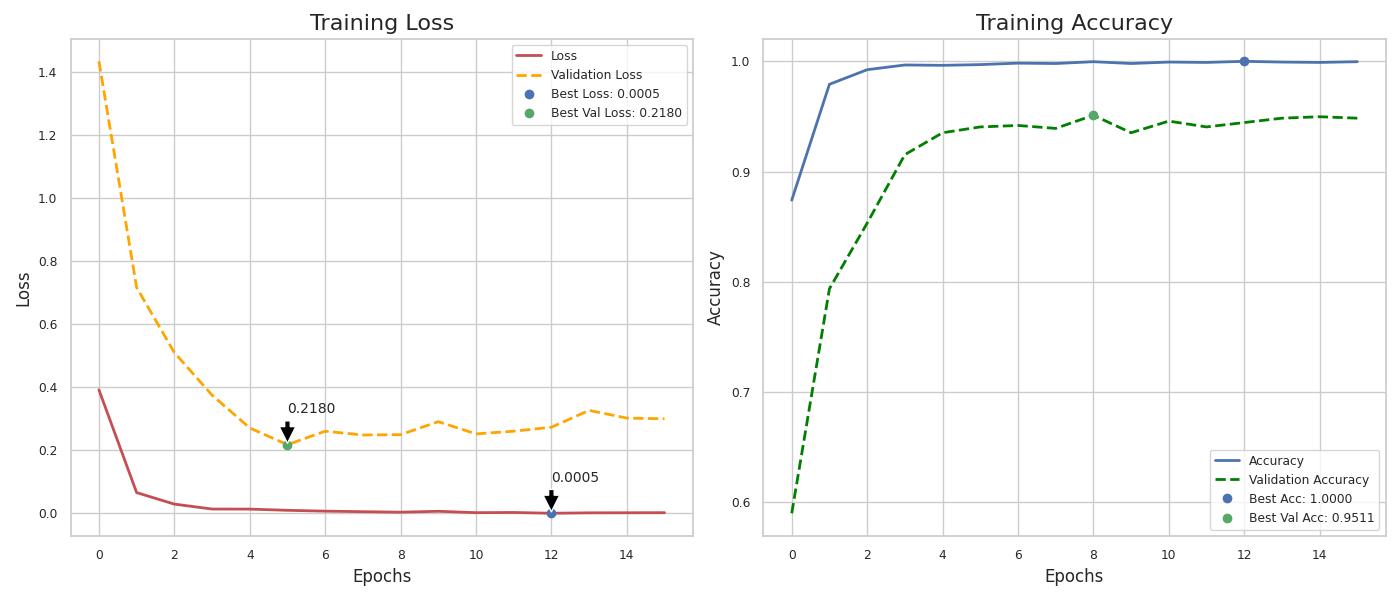 Training Loss
Loss
Validation Loss
Best Loss: 0.0005
Best Val Loss: 0.2180
1.4
1.2
1.0
0.8
0.6
0.4
0.2
0.0
0.2180
0.0005
0 2 4 6 8 10 12 14
Loss
Epochs
Training Accuracy
1.0
0.9
0.8
0.7
0.6
Accuracy
Validation Accuracy
Best Acc: 1.0000
Best Val Acc: 0.9511
0 2 4 6 8 10 12 14
Accuracy
Epochs